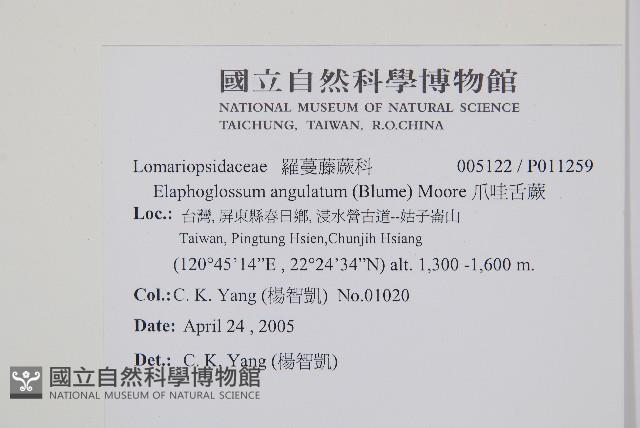 國立自然科學博物館
NATIONAL MUSEUM OF NATURAL SCIENCE
TAICHUNG, TAIWAN, R.O.CHINA
Lomariopsidaceae 羅蔓藤蕨科 005122 / P011259
Elaphoglossum angulatum (Blume) Moore 爪哇舌蕨
Loc.: 台灣, 屏東縣春日鄉, 浸水營古道--姑子崙山
Taiwan, Pingtung Hsien,Chunjih Hsiang
(120°45'14"E , 22°24'34"N) alt. 1,300 -1,600 m.
Col.: C. K. Yang (楊智凱) No.01020
Date: April 24 , 2005
Det.: C. K. Yang (楊智凱)
國立自然科學博物館
NATIONAL MUSEUM OF NATURAL SCIENCE